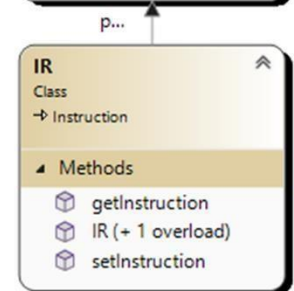 p...
IR
Class
Instruction
Methods
getInstruction
IR (+ 1 overload)
setInstruction